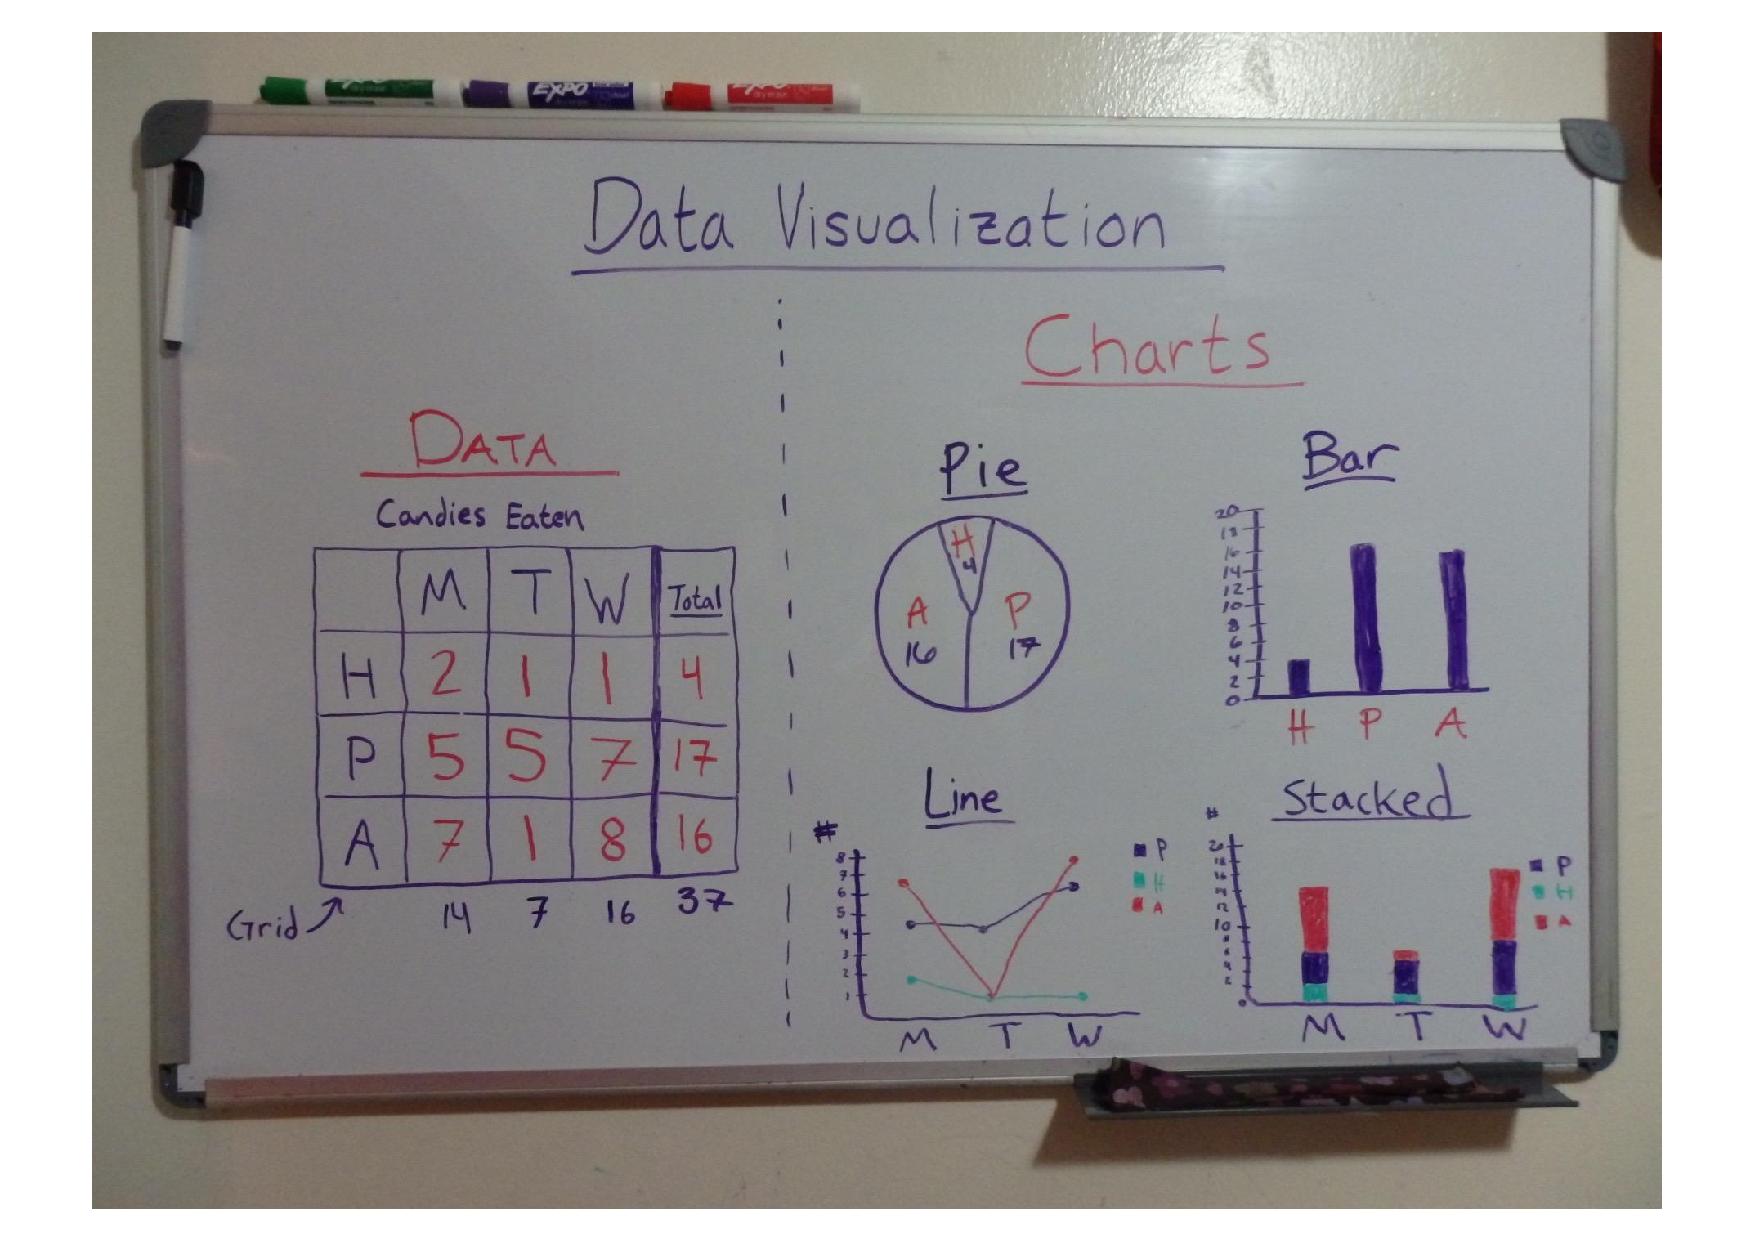 EXPO
EXPO
Data Visualization
DATA
Candies Eaten
M T W Total
H 2 1 1 4
P 5 5 7 17
A 7 1 8 16
14 7 16 37
Grid
Charts
Pie
H
4
A
16
P
17
Bar
20
18
16
14
12
10
8
6
4
2
0
H P A
Line
#
8
7
6
5
4
3
2
1
M T W
P
H
A
Stacked
#
20
18
16
14
12
10
8
6
4
2
0
M T W
P
H
A